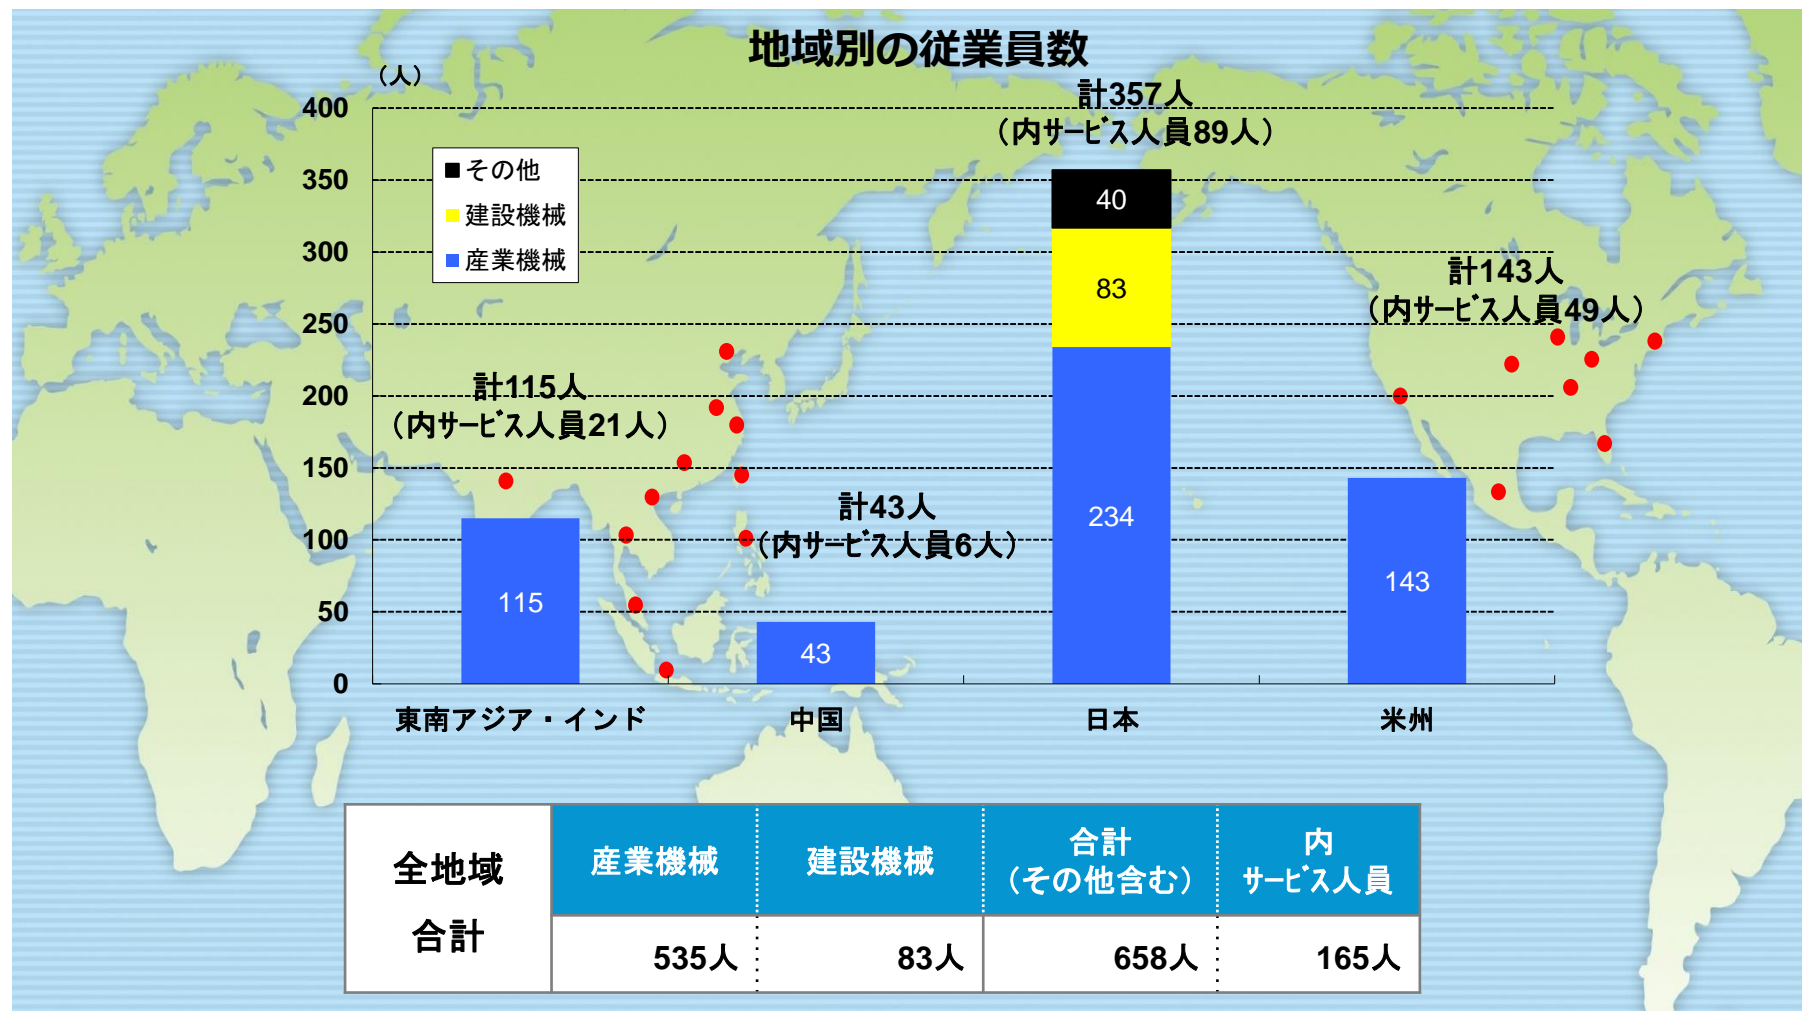 地域別の従業員数
（人）
400
350
300
250
200
150
100
50
0
その他
建設機械
産業機械
計115人
（内ｻｰﾋﾞｽ人員21人）
計43人
（内ｻｰﾋﾞｽ人員6人）
計357人
（内ｻｰﾋﾞｽ人員89人）
計143人
（内ｻｰﾋﾞｽ人員49人）
115
43
40
83
234
143
東南アジア・インド
中国
日本
米州
全地域
合計
産業機械
建設機械
合計
（その他含む）
内
ｻｰﾋﾞｽ人員
535人
83人
658人
165人